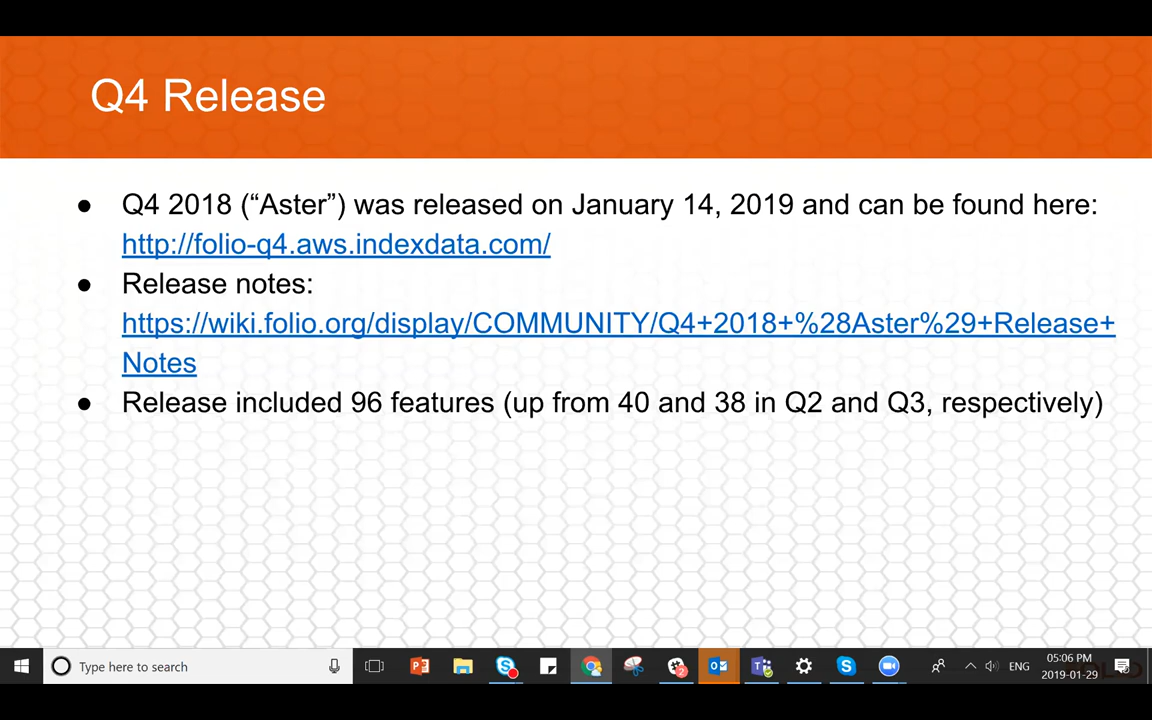 Q4 Release
● Q4 2018 (“Aster”) was released on January 14, 2019 and can be found here:
http://folio-q4.aws.indexdata.com/
● Release notes:
https://wiki.folio.org/display/COMMUNITY/Q4+2018+%28Aster%29+Release+
Notes
● Release included 96 features (up from 40 and 38 in Q2 and Q3, respectively)
Type here to search
ENG
05:06 PM
2019-01-29